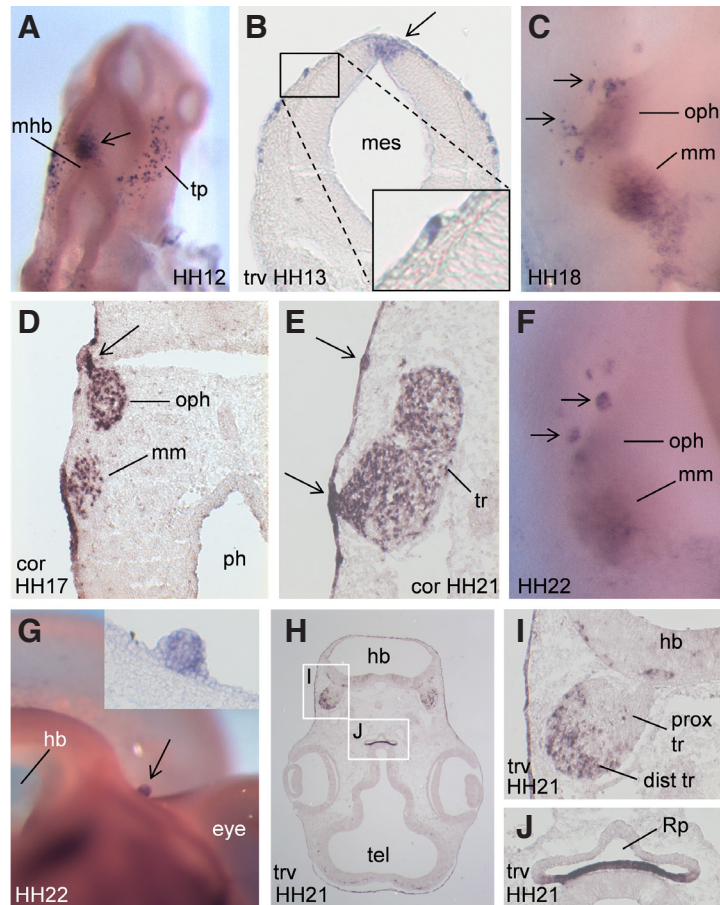 A
mhb
tp
HH12
B
mes
trv HH13
C
oph
mm
HH18
D
oph
mm
ph
cor
HH17
E
tr
cor HH21
F
oph
mm
HH22
G
hb
eye
HH22
H
hb
I
J
tel
trv
HH21
I
hb
prox
tr
dist tr
trv
HH21
J
Rp
trv
HH21